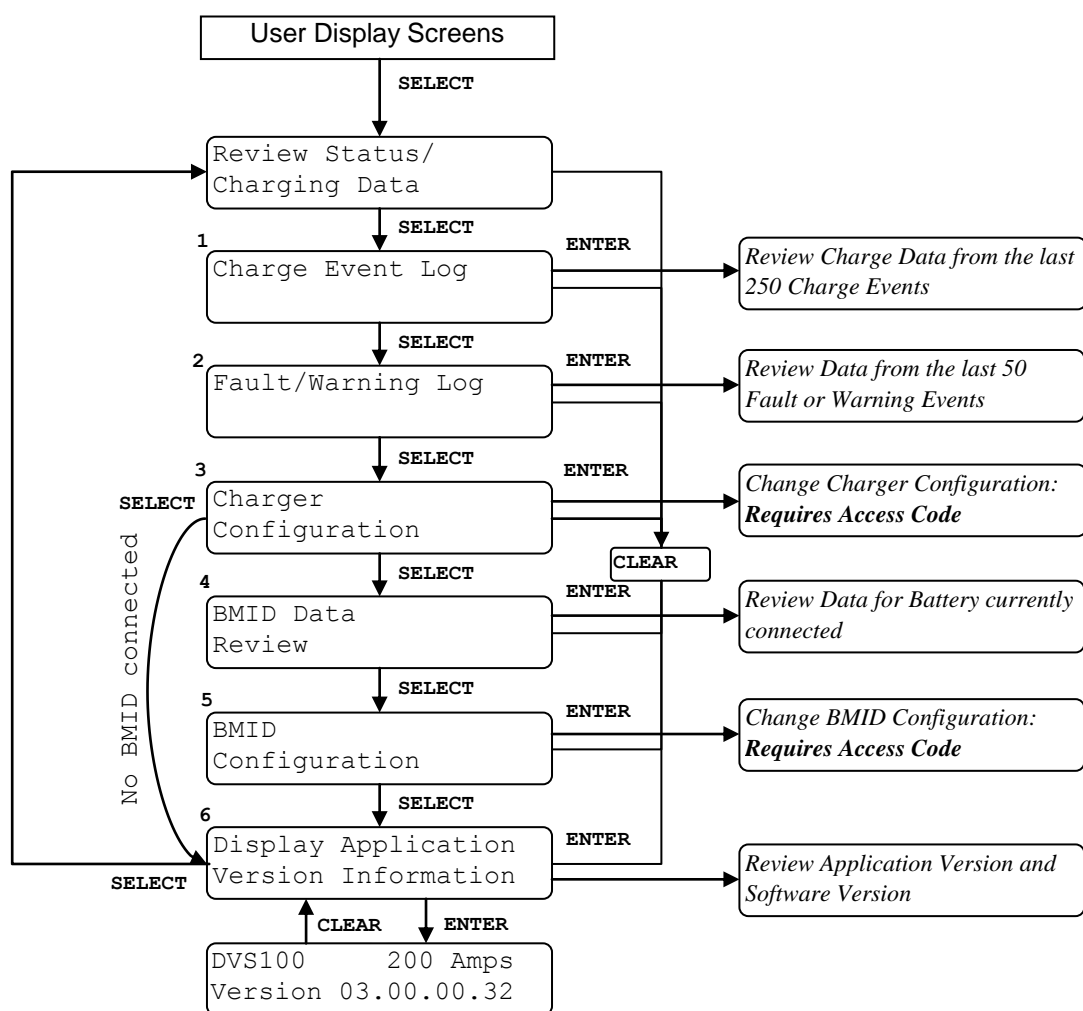 User Display Screens
SELECT
Review Status/
Charging Data
SELECT
1
ENTER
Charge Event Log
Review Charge Data from the last
250 Charge Events
SELECT
2
ENTER
Fault/Warning Log
Review Data from the last 50
Fault or Warning Events
SELECT
3
ENTER
SELECT
Charger
Configuration
Change Charger Configuration:
Requires Access Code
No BMID connected
CLEAR
SELECT
4
ENTER
BMID Data
Review
Review Data for Battery currently
connected
SELECT
5
ENTER
BMID
Configuration
Change BMID Configuration:
Requires Access Code
SELECT
6
ENTER
Display Application
Version Information
SELECT
Review Application Version and
Software Version
CLEAR
ENTER
DVS100 200 Amps
Version 03.00.00.32